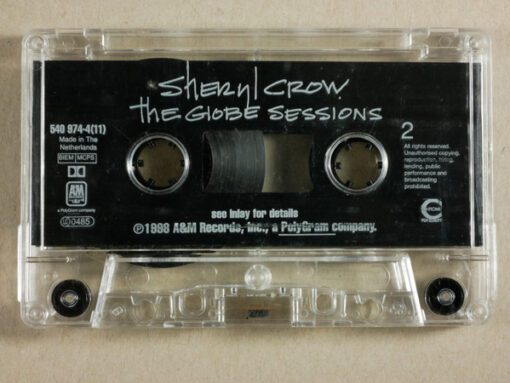 Sheryl Crow
The Globe Sessions
540 974-4(11)
Made in The
Netherlands
BIEM MCPS
A&M
a PolyGram company
LC 0485
2
All rights reserved.
Unauthorised copying,
reproduction, hiring,
lending, public
performance and
broadcasting
prohibited.
see inlay for details
℗1998 A&M Records, Inc., a PolyGram company.